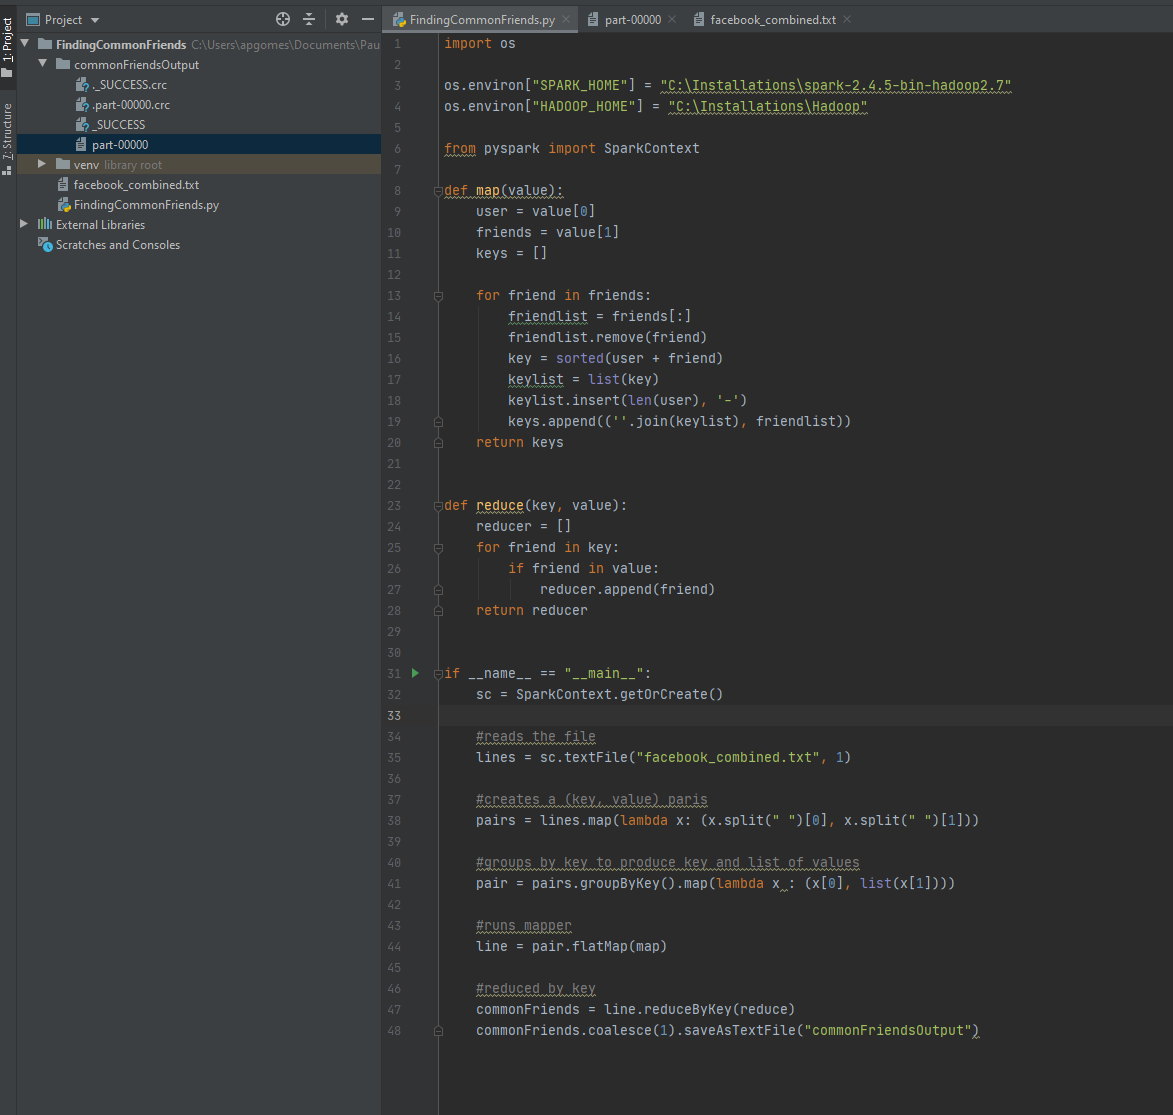 1: Project
7: Structure
Project
FindingCommonFriends C:\Users\apgomes\Documents\Pau
commonFriendsOutput
._SUCCESS.crc
.part-00000.crc
_SUCCESS
part-00000
venv library root
facebook_combined.txt
FindingCommonFriends.py
External Libraries
Scratches and Consoles
FindingCommonFriends.py part-00000 facebook_combined.txt
1 import os
2
3 os.environ["SPARK_HOME"] = "C:\Installations\spark-2.4.5-bin-hadoop2.7"
4 os.environ["HADOOP_HOME"] = "C:\Installations\Hadoop"
5
6 from pyspark import SparkContext
7
8 def map(value):
9     user = value[0]
10     friends = value[1]
11     keys = []
12
13     for friend in friends:
14         friendlist = friends[:]
15         friendlist.remove(friend)
16         key = sorted(user + friend)
17         keylist = list(key)
18         keylist.insert(len(user), '-')
19         keys.append((''.join(keylist), friendlist))
20     return keys
21
22
23 def reduce(key, value):
24     reducer = []
25     for friend in key:
26         if friend in value:
27             reducer.append(friend)
28     return reducer
29
30
31 if __name__ == "__main__":
32     sc = SparkContext.getOrCreate()
33
34     #reads the file
35     lines = sc.textFile("facebook_combined.txt", 1)
36
37     #creates a (key, value) paris
38     pairs = lines.map(lambda x: (x.split(" ")[0], x.split(" ")[1]))
39
40     #groups by key to produce key and list of values
41     pair = pairs.groupByKey().map(lambda x : (x[0], list(x[1])))
42
43     #runs mapper
44     line = pair.flatMap(map)
45
46     #reduced by key
47     commonFriends = line.reduceByKey(reduce)
48     commonFriends.coalesce(1).saveAsTextFile("commonFriendsOutput")